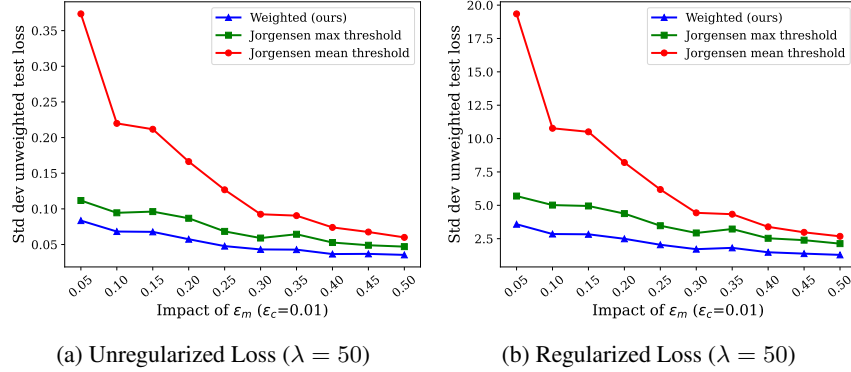 Std dev unweighted test loss
0.35
0.30
0.25
0.20
0.15
0.10
0.05
Weighted (ours)
Jorgensen max threshold
Jorgensen mean threshold
0.05 0.10 0.15 0.20 0.25 0.30 0.35 0.40 0.45 0.50
Impact of ε_m (ε_c=0.01)
(a) Unregularized Loss (λ = 50)
Std dev unweighted test loss
20.0
17.5
15.0
12.5
10.0
7.5
5.0
2.5
Weighted (ours)
Jorgensen max threshold
Jorgensen mean threshold
0.05 0.10 0.15 0.20 0.25 0.30 0.35 0.40 0.45 0.50
Impact of ε_m (ε_c=0.01)
(b) Regularized Loss (λ = 50)